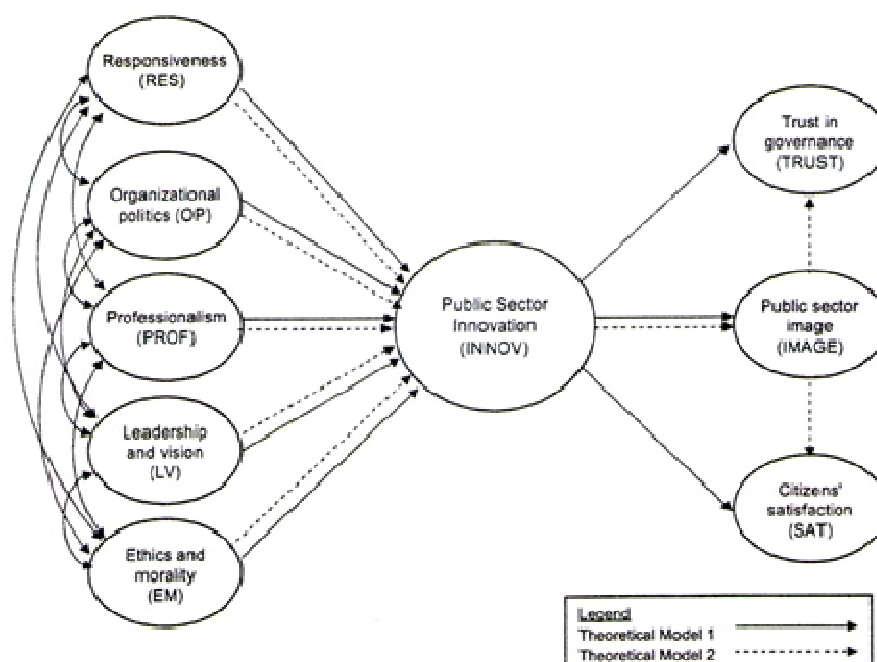 Responsiveness
(RES)
Organizational
politics (OP)
Professionalism
(PROF)
Leadership
and vision
(LV)
Ethics and
morality
(EM)
Public Sector
Innovation
(ININOV)
Trust in
governance
(TRUST)
Public sector
image
(IMAGE)
Citizens'
satisfaction
(SAT)
Legend
Theoretical Model 1
Theoretical Model 2